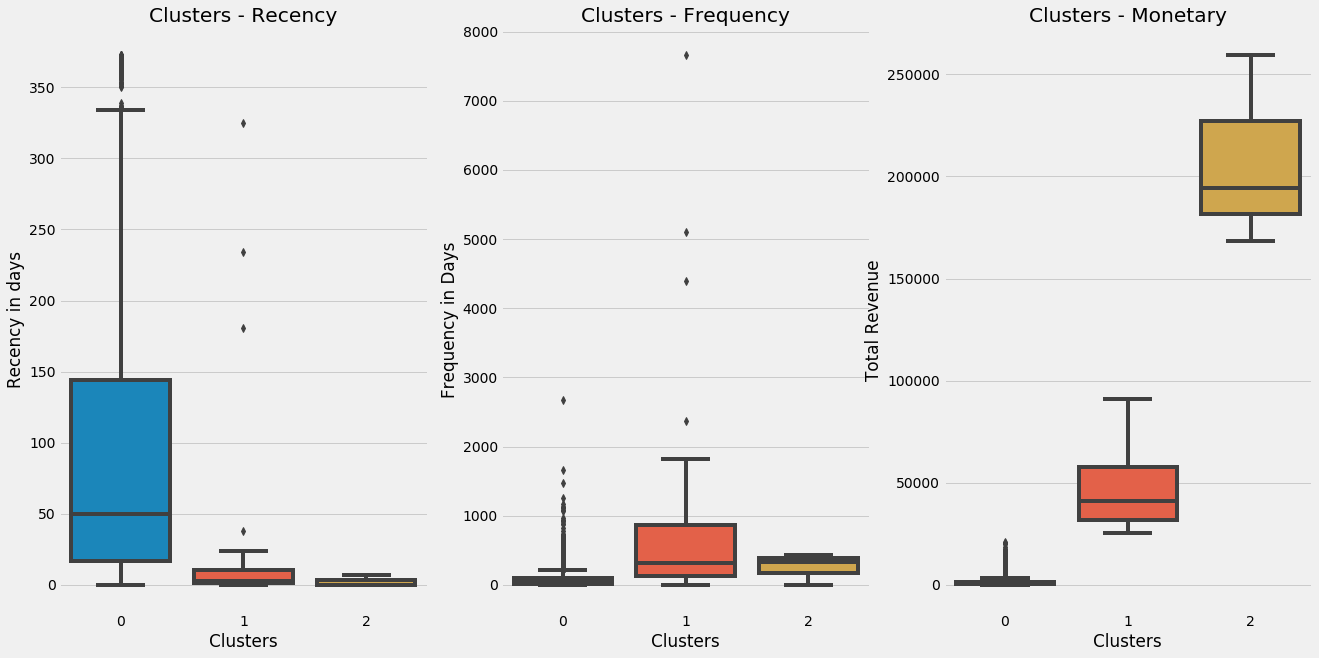 Clusters - Recency
Recency in days
350
300
250
200
150
100
50
0
0 1 2
Clusters
Clusters - Frequency
Frequency in Days
8000
7000
6000
5000
4000
3000
2000
1000
0
0 1 2
Clusters
Clusters - Monetary
Total Revenue
250000
200000
150000
100000
50000
0
0 1 2
Clusters